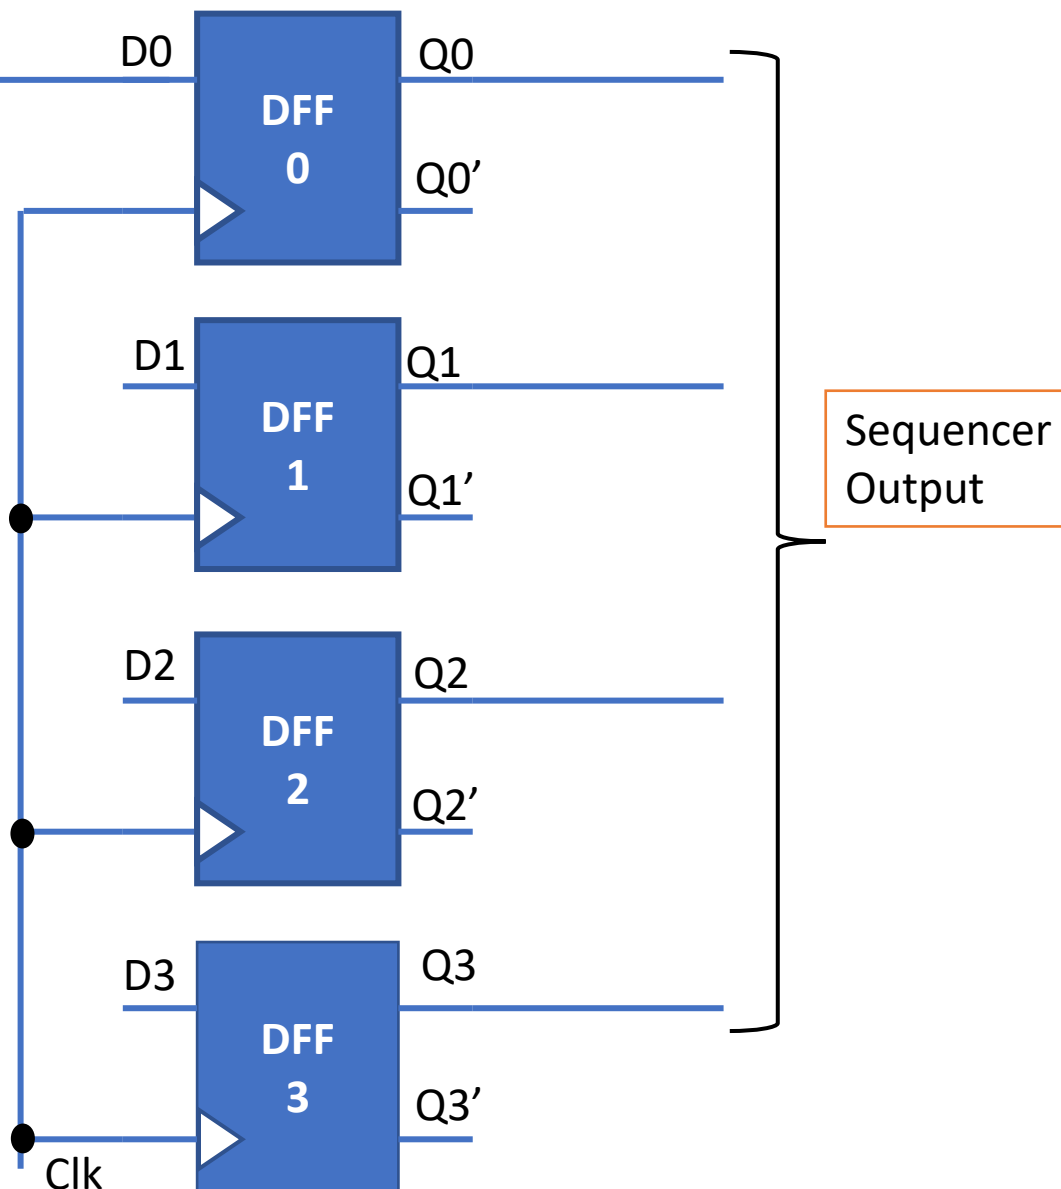 D0
Q0
DFF
0
Q0’
D1
Q1
DFF
1
Q1’
Sequencer
Output
D2
Q2
DFF
2
Q2’
D3
Q3
DFF
3
Q3’
Clk